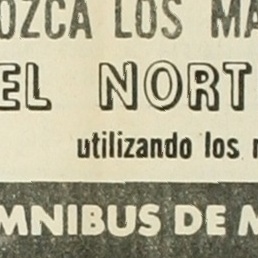 OZCA LOS MA
EL NORT
utilizando los
MNIBUS DE M